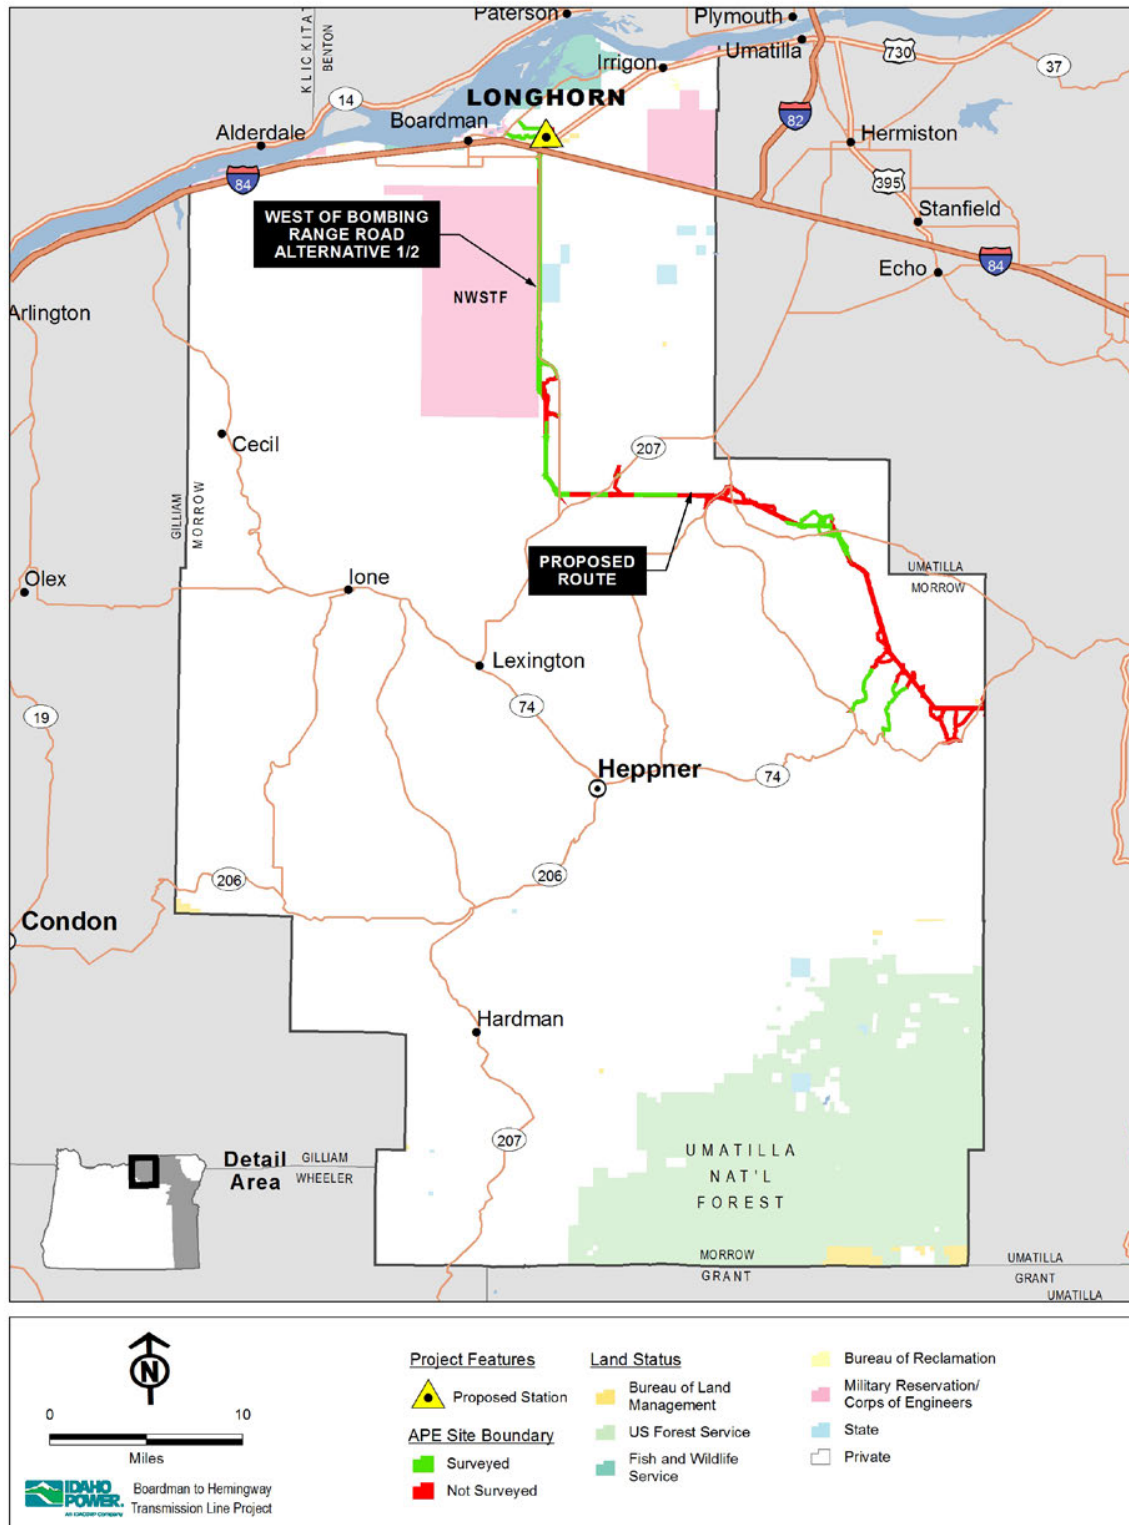 Paterson
Plymouth
KLICKITAT
BENTON
Umatilla
730
Irrigon
37
14
LONGHORN
82
Alderdale
Boardman
Hermiston
84
395
WEST OF BOMBING
RANGE ROAD
ALTERNATIVE 1/2
Stanfield
84
Echo
NWSTF
Arlington
Cecil
207
GILLIAM
MORROW
PROPOSED
ROUTE
UMATILLA
MORROW
Olex
Ione
Lexington
74
19
Heppner
74
206
206
Condon
Hardman
207
UMATILLA
NAT'L
FOREST
Detail
Area
GILLIAM
WHEELER
MORROW
GRANT
UMATILLA
GRANT
UMATILLA
N
0 10
Miles
IDAHO
POWER.
An IDACORP Company
Boardman to Hemingway
Transmission Line Project
Project Features
Proposed Station
APE Site Boundary
Surveyed
Not Surveyed
Land Status
Bureau of Land
Management
US Forest Service
Fish and Wildlife
Service
Bureau of Reclamation
Military Reservation/
Corps of Engineers
State
Private